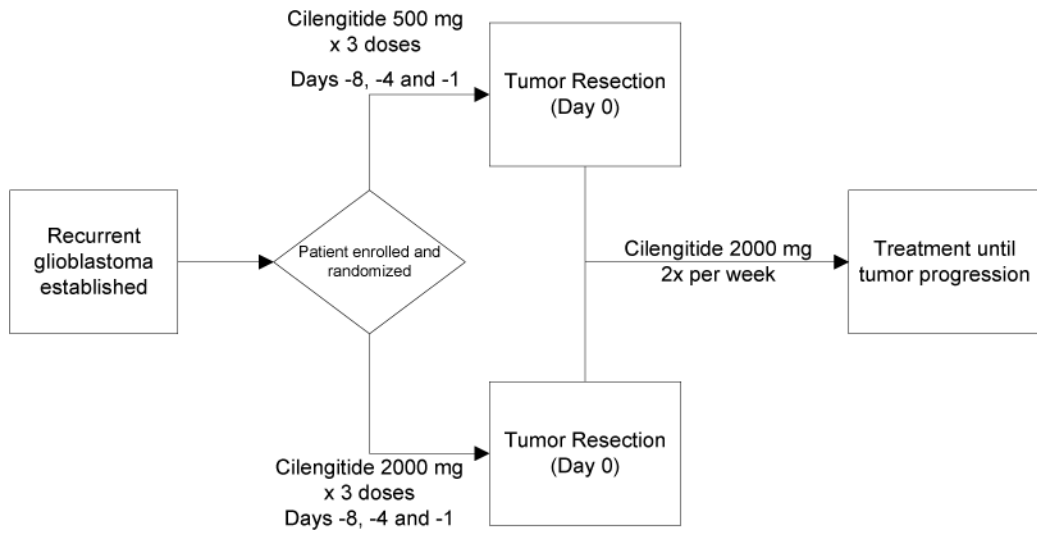 Cilengitide 500 mg
x 3 doses
Days -8, -4 and -1
Tumor Resection
(Day 0)
Recurrent
glioblastoma
established
Patient enrolled and
randomized
Cilengitide 2000 mg
2x per week
Treatment until
tumor progression
Cilengitide 2000 mg
x 3 doses
Days -8, -4 and -1
Tumor Resection
(Day 0)